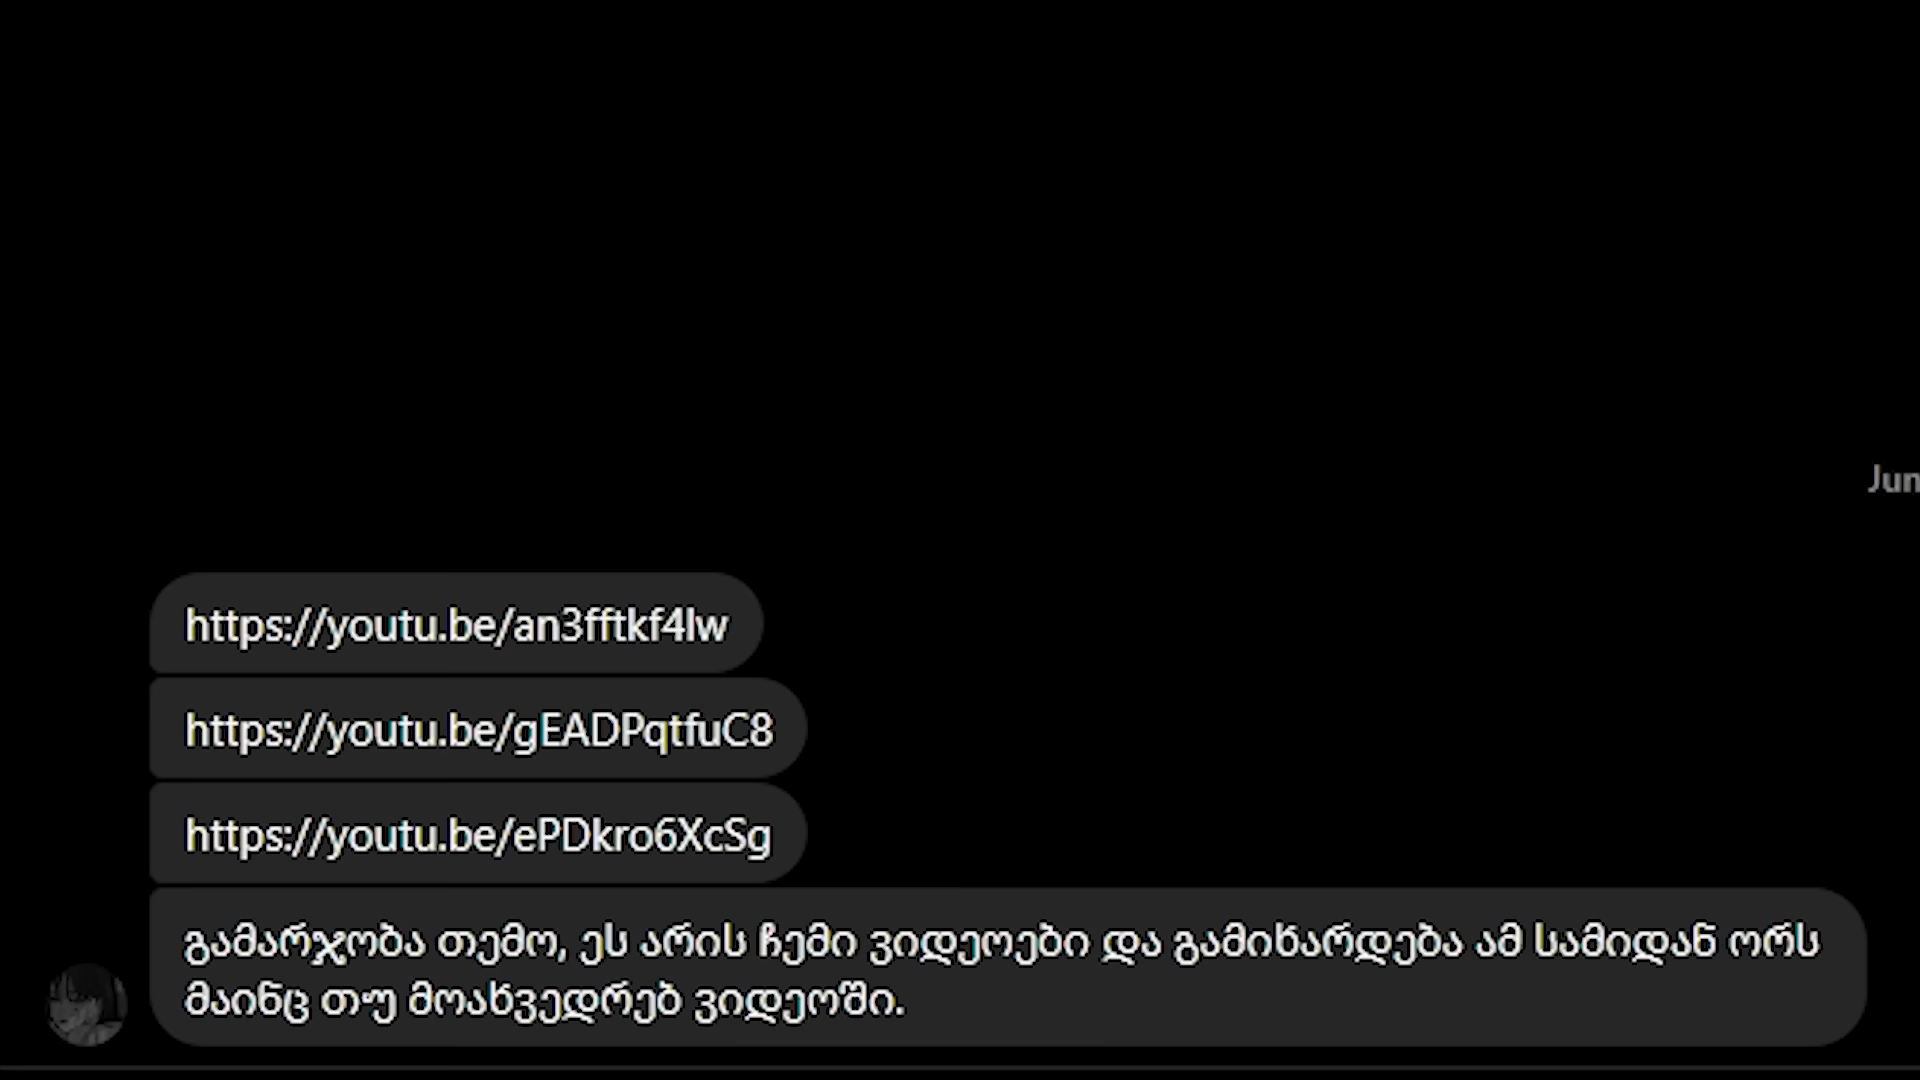 Jun
https://youtu.be/an3fftkf4lw
https://youtu.be/gEADPqtfuC8
https://youtu.be/ePDkro6XcSg
გამარჯობა თემო, ეს არის ჩემი ვიდეოები და გამიხარდება ამ სამიდან ორს
მაინც თუ მოახვედრებ ვიდეოში.